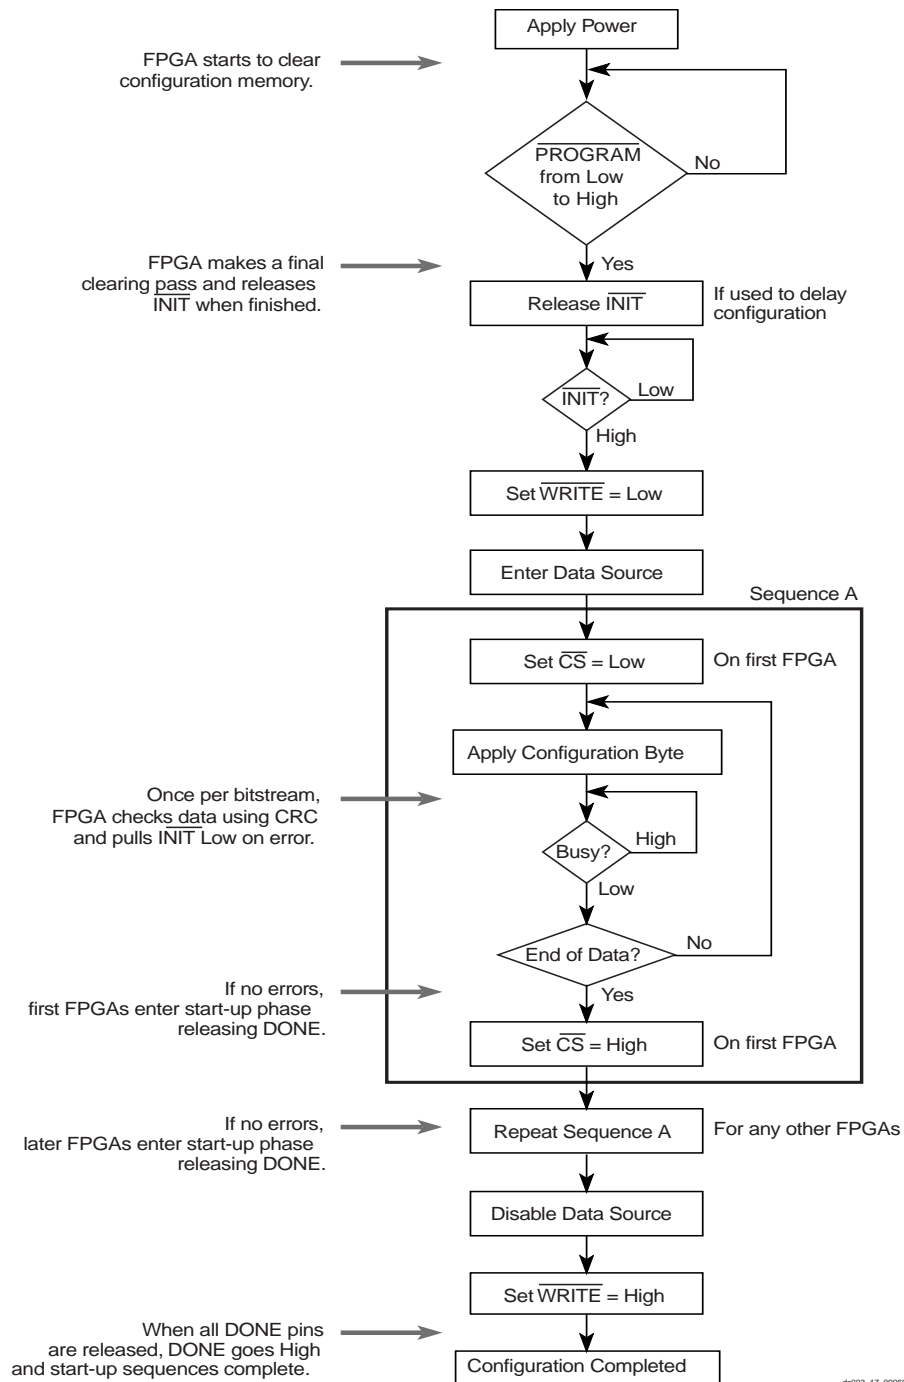 Apply Power
FPGA starts to clear
configuration memory.
PROGRAM
from Low
to High
No
Yes
FPGA makes a final
clearing pass and releases
INIT when finished.
Release INIT
If used to delay
configuration
INIT?
Low
High
Set WRITE = Low
Enter Data Source
Sequence A
Set CS = Low
On first FPGA
Apply Configuration Byte
Once per bitstream,
FPGA checks data using CRC
and pulls INIT Low on error.
Busy?
High
Low
End of Data?
No
Yes
If no errors,
first FPGAs enter start-up phase
releasing DONE.
Set CS = High
On first FPGA
If no errors,
later FPGAs enter start-up phase
releasing DONE.
Repeat Sequence A
For any other FPGAs
Disable Data Source
Set WRITE = High
When all DONE pins
are released, DONE goes High
and start-up sequences complete.
Configuration Completed